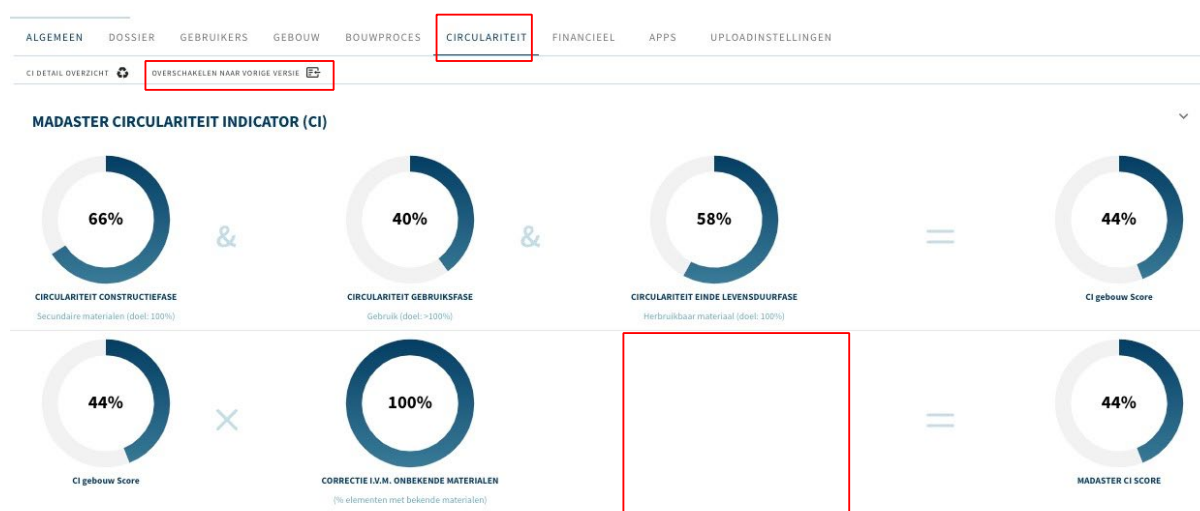 ALGEMEEN DOSSIER GEBRUIKERS GEBOUW BOUWPROCES CIRCULARITEIT FINANCIEEL APPS UPLOADINSTELLINGEN
CI DETAIL OVERZICHT OVERSCHAKELEN NAAR VORIGE VERSIE
MADASTER CIRCULARITEIT INDICATOR (CI)
66% & 40% & 58% = 44%
CIRCULARITEIT CONSTRUCTIEFASE CIRCULARITEIT GEBRUIKSFASE CIRCULARITEIT EINDE LEVENSDUURFASE CI gebouw Score
Secundaire materialen (doel: 100%) Gebruik (doel: >100%) Herbruikbaar materiaal (doel: 100%)
44% × 100% = 44%
CI gebouw Score CORRECTIE I.V.M. ONBEKENDE MATERIALEN MADASTER CI SCORE
(% elementen met bekende materialen)